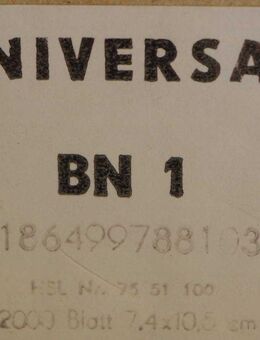 NIVERSA
BN 1
186499788103
HSL Nr. 75 51 100
2000 Blatt 7,4x10,5 cm